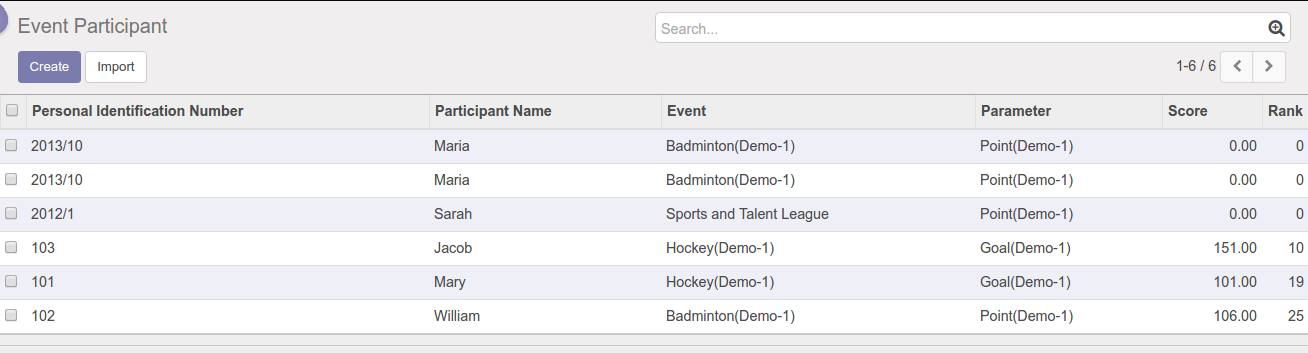 Event Participant
Search...
Create Import
1-6 / 6
Personal Identification Number Participant Name Event Parameter Score Rank
2013/10 Maria Badminton(Demo-1) Point(Demo-1) 0.00 0
2013/10 Maria Badminton(Demo-1) Point(Demo-1) 0.00 0
2012/1 Sarah Sports and Talent League Point(Demo-1) 0.00 0
103 Jacob Hockey(Demo-1) Goal(Demo-1) 151.00 10
101 Mary Hockey(Demo-1) Goal(Demo-1) 101.00 19
102 William Badminton(Demo-1) Point(Demo-1) 106.00 25